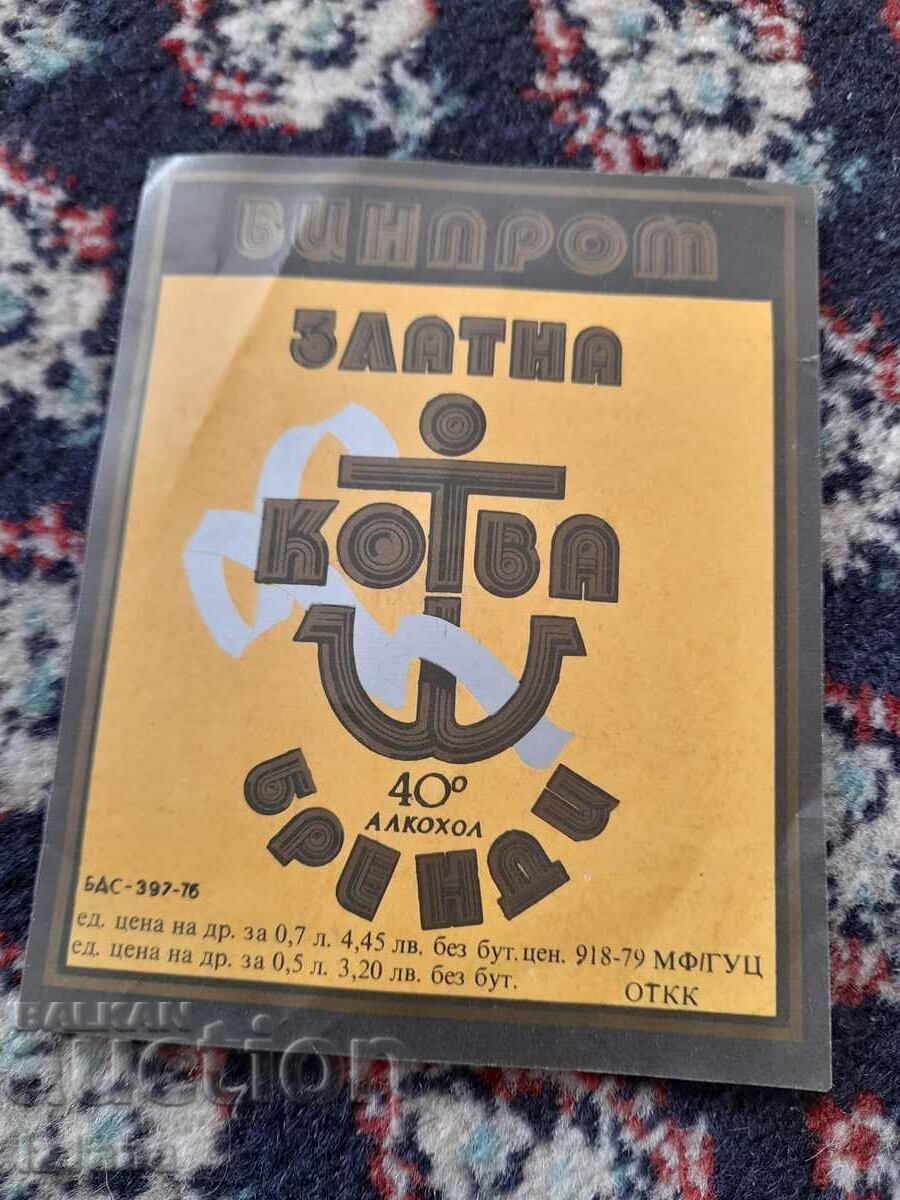 ВИНПРОМ
ЗЛАТНА
КОТВА
40°
АЛКОХОЛ
БРЕНДИ
БДС-397-76
ед. цена на др. за 0,7 л. 4,45 лв. без бут. цен. 918-79 МФ/ГУЦ
ед. цена на др. за 0,5 л. 3,20 лв. без бут. ОТКК
BALKAN
auction